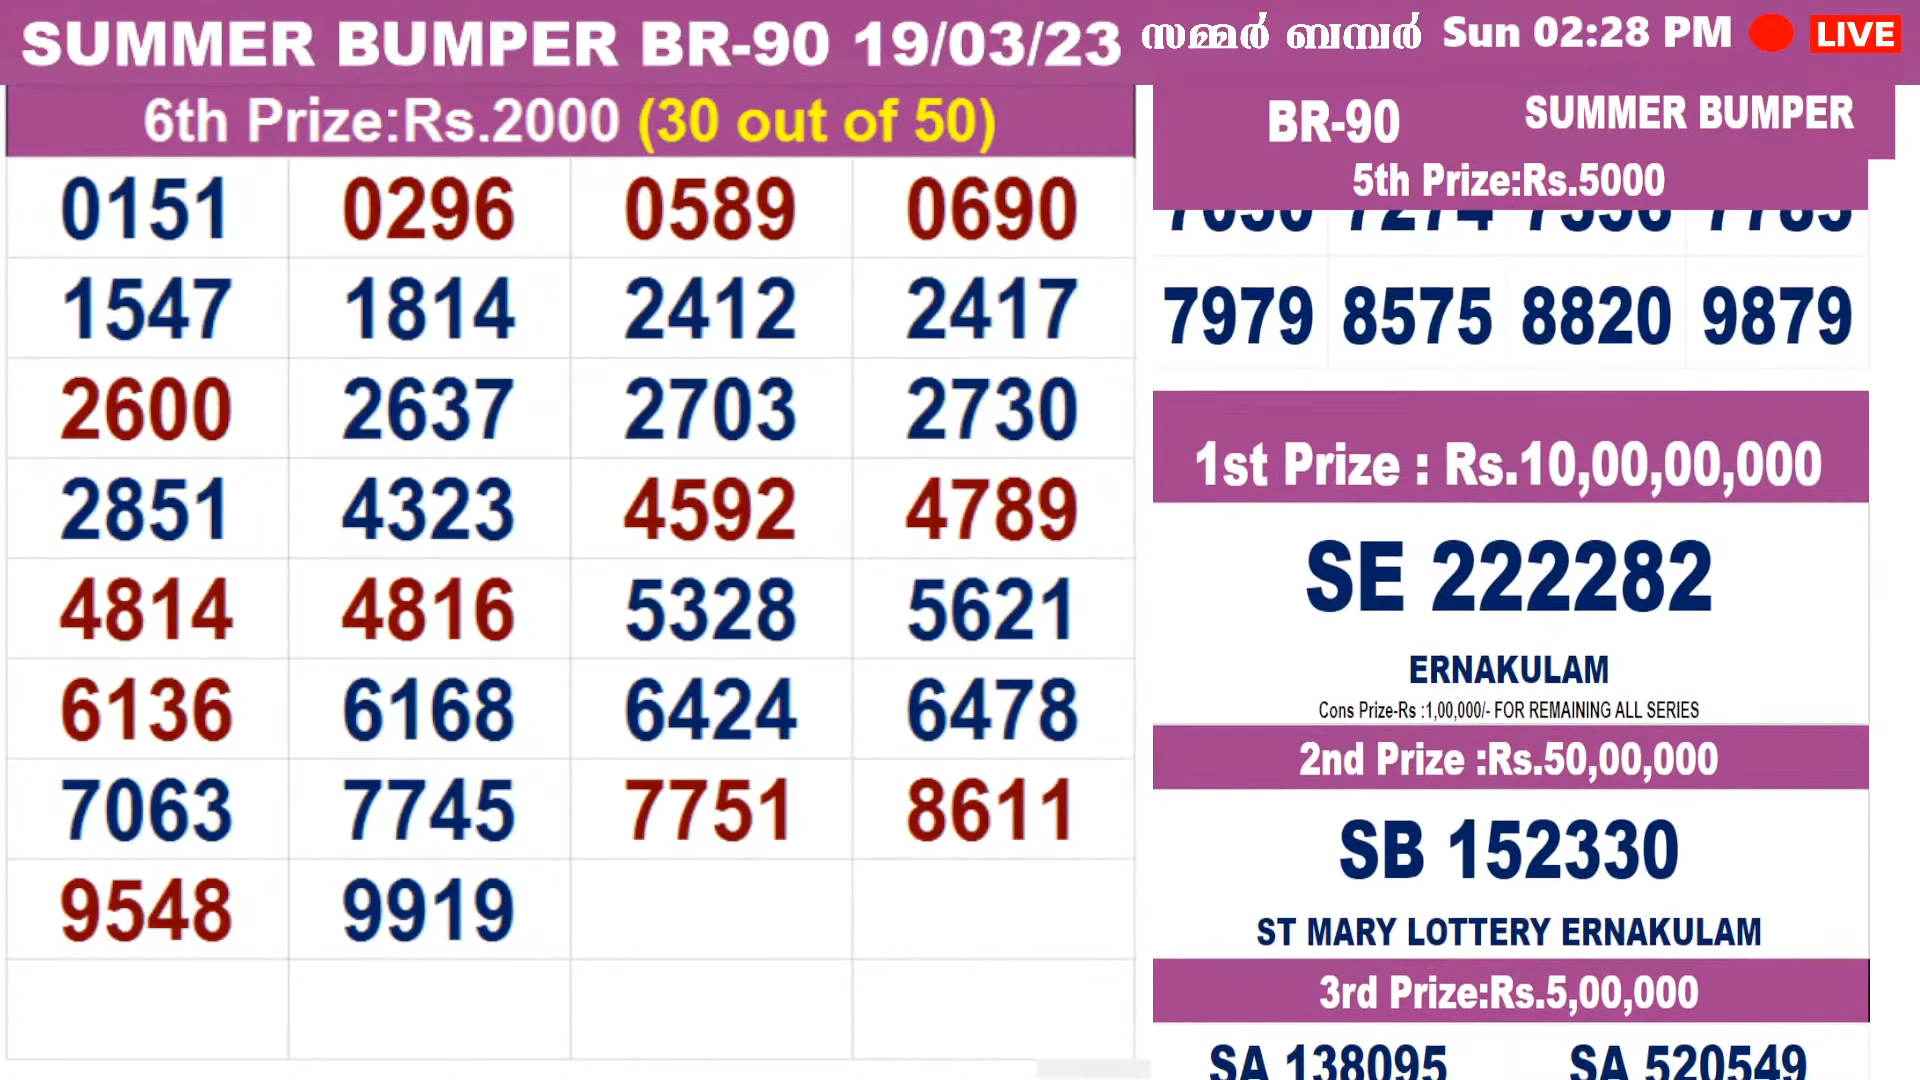 SUMMER BUMPER BR-90 19/03/23 സമ്മർ ബമ്പർ Sun 02:28 PM LIVE
6th Prize:Rs.2000 (30 out of 50)
0151 0296 0589 0690
1547 1814 2412 2417
2600 2637 2703 2730
2851 4323 4592 4789
4814 4816 5328 5621
6136 6168 6424 6478
7063 7745 7751 8611
9548 9919
BR-90 SUMMER BUMPER
5th Prize:Rs.5000
7979 8575 8820 9879
1st Prize : Rs.10,00,00,000
SE 222282
ERNAKULAM
Cons Prize-Rs :1,00,000/- FOR REMAINING ALL SERIES
2nd Prize :Rs.50,00,000
SB 152330
ST MARY LOTTERY ERNAKULAM
3rd Prize:Rs.5,00,000
SA 138095 SA 520549